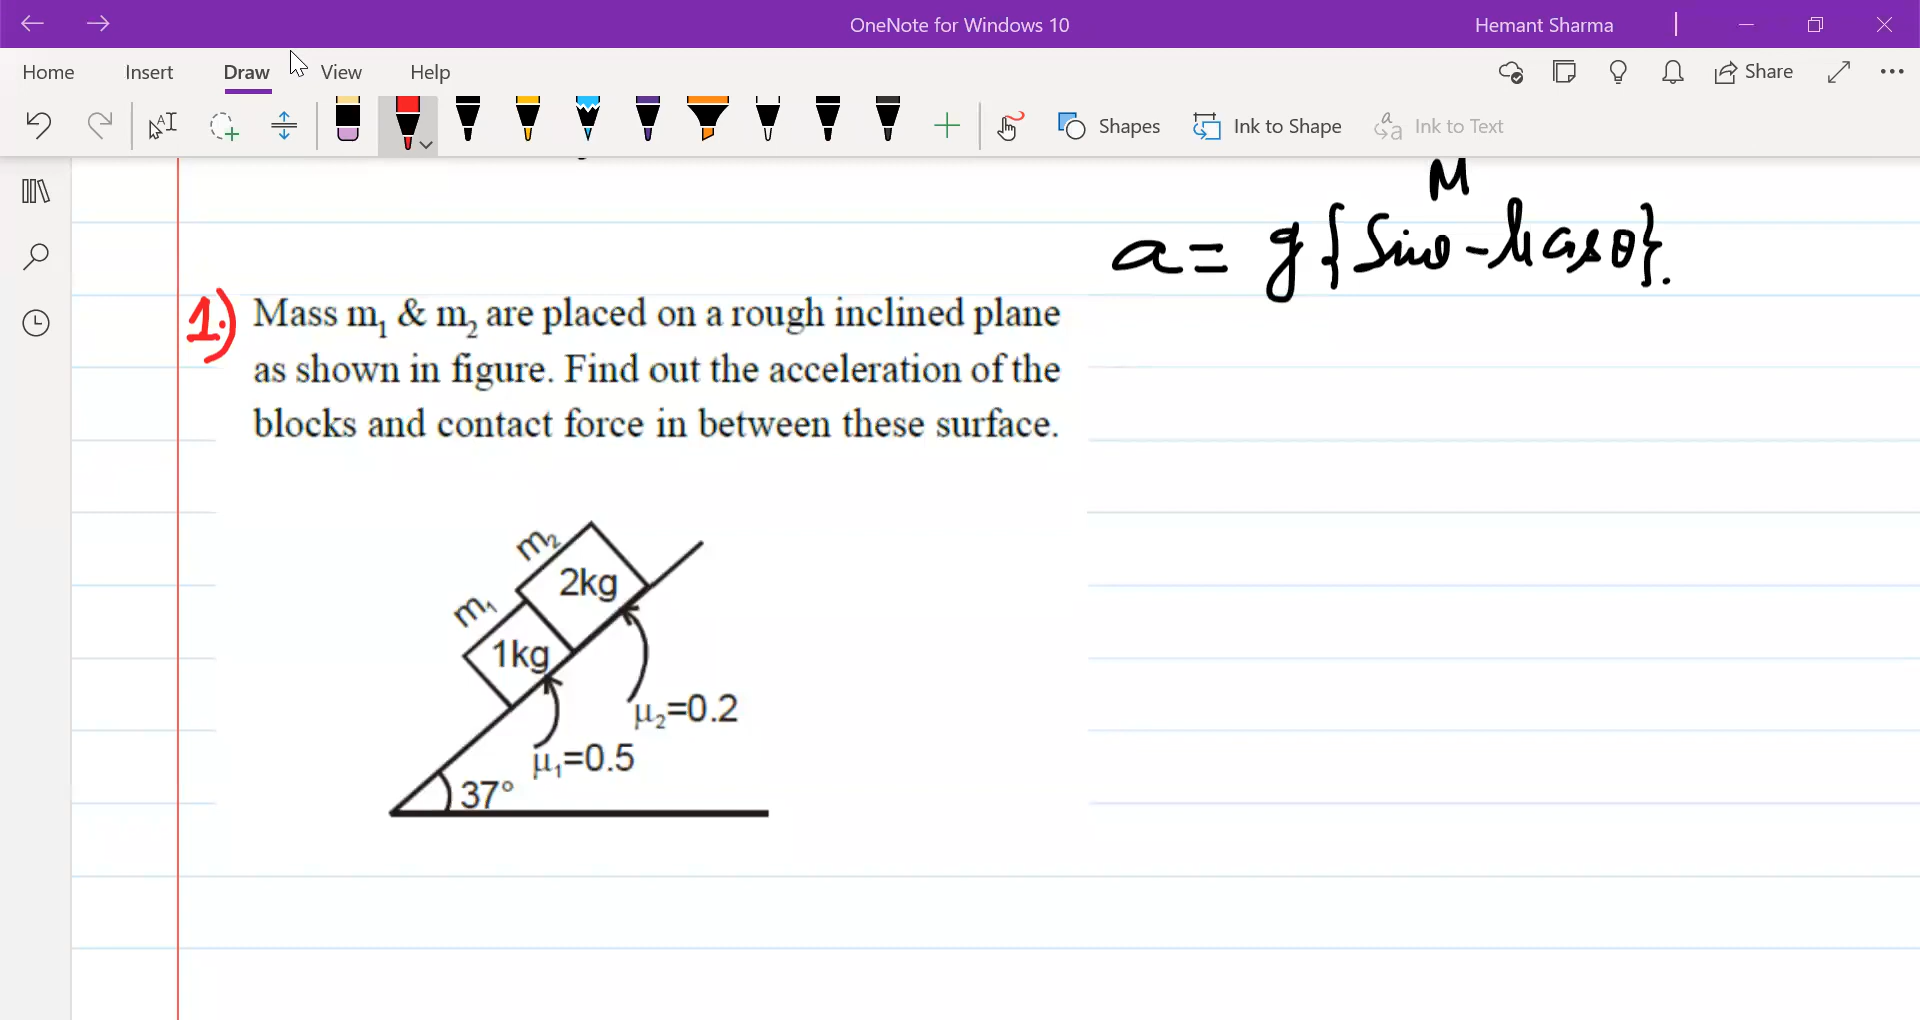 OneNote for Windows 10
Hemant Sharma
Home Insert Draw View Help
Share
Shapes Ink to Shape Ink to Text
M
a = g{Sinθ - μcosθ}.
1.) Mass m₁ & m₂ are placed on a rough inclined plane
as shown in figure. Find out the acceleration of the
blocks and contact force in between these surface.
m₂
2kg
m₁
1kg
μ₂=0.2
μ₁=0.5
37°